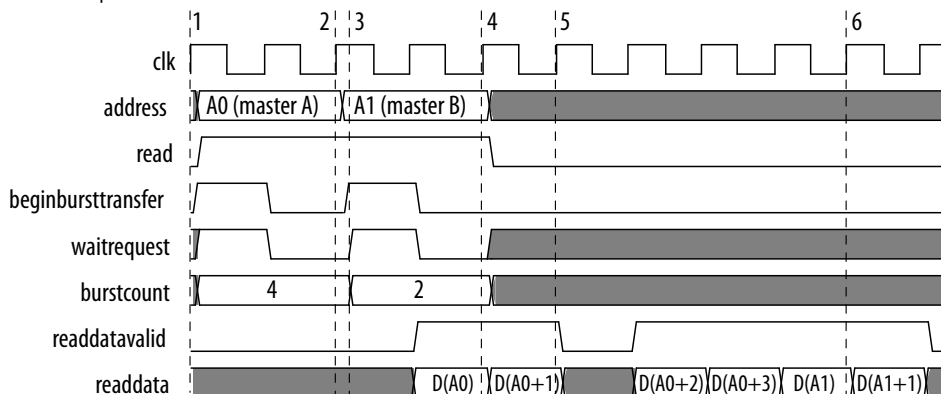 1 2 3 4 5 6
clk
address A0 (master A) A1 (master B)
read
beginbursttransfer
waitrequest
burstcount 4 2
readdatavalid
readdata D(A0) D(A0+1) D(A0+2) D(A0+3) D(A1) D(A1+1)